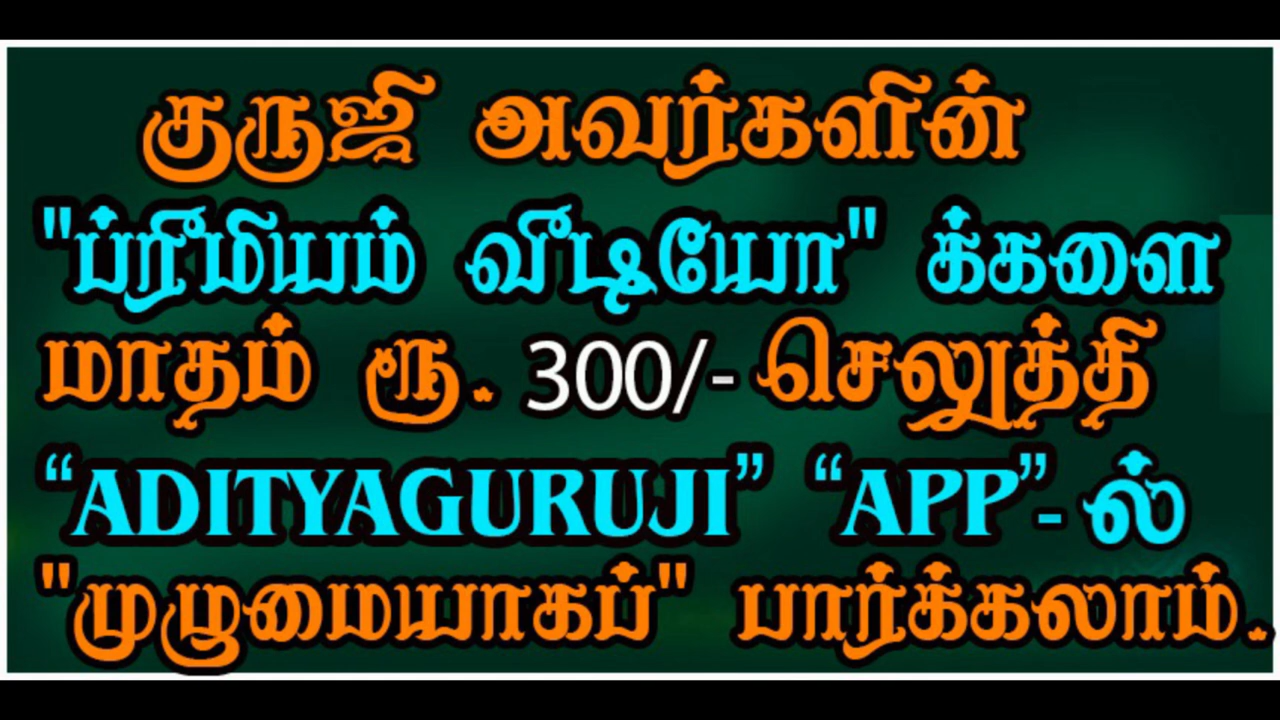 குருஜி அவர்களின்
"ப்ரீமியம் வீடியோ" க்களை
மாதம் ரூ. 300/- செலுத்தி
“ADITYAGURUJI” “APP”- ல்
"முழுமையாகப்" பார்க்கலாம்.